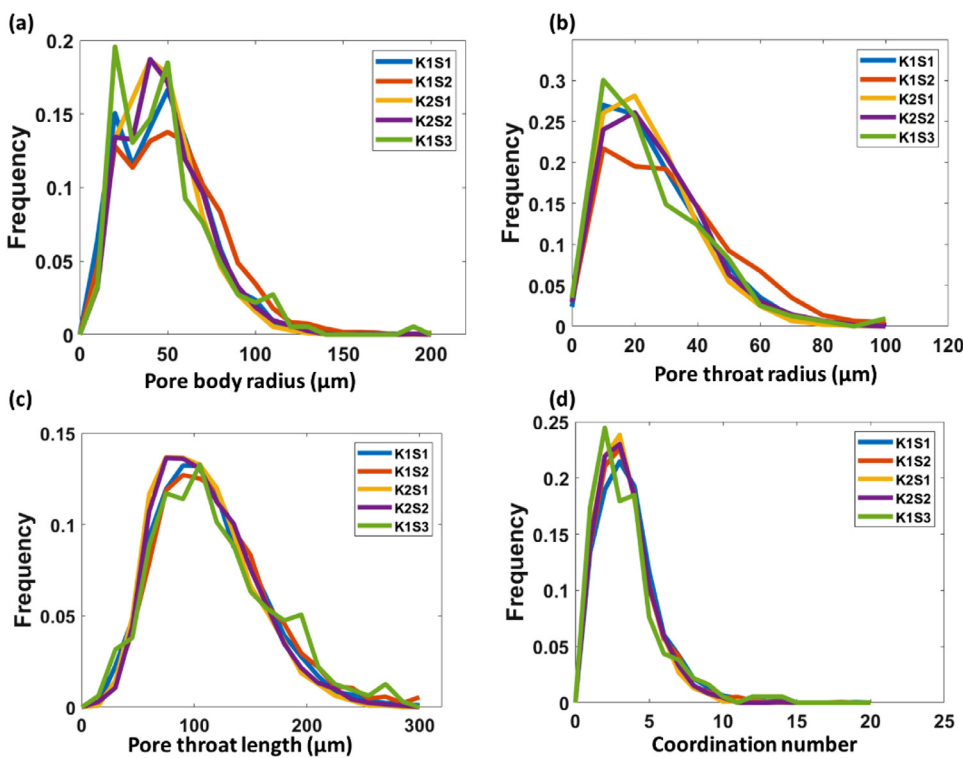 (a)
0.2
0.15
0.1
0.05
0
Frequency
0
50
100
150
200
Pore body radius (μm)
K1S1
K1S2
K2S1
K2S2
K1S3
(b)
0.3
0.25
0.2
0.15
0.1
0.05
0
Frequency
0
20
40
60
80
100
120
Pore throat radius (μm)
K1S1
K1S2
K2S1
K2S2
K1S3
(c)
0.15
0.1
0.05
0
Frequency
0
100
200
300
Pore throat length (μm)
K1S1
K1S2
K2S1
K2S2
K1S3
(d)
0.25
0.2
0.15
0.1
0.05
0
Frequency
0
5
10
15
20
25
Coordination number
K1S1
K1S2
K2S1
K2S2
K1S3